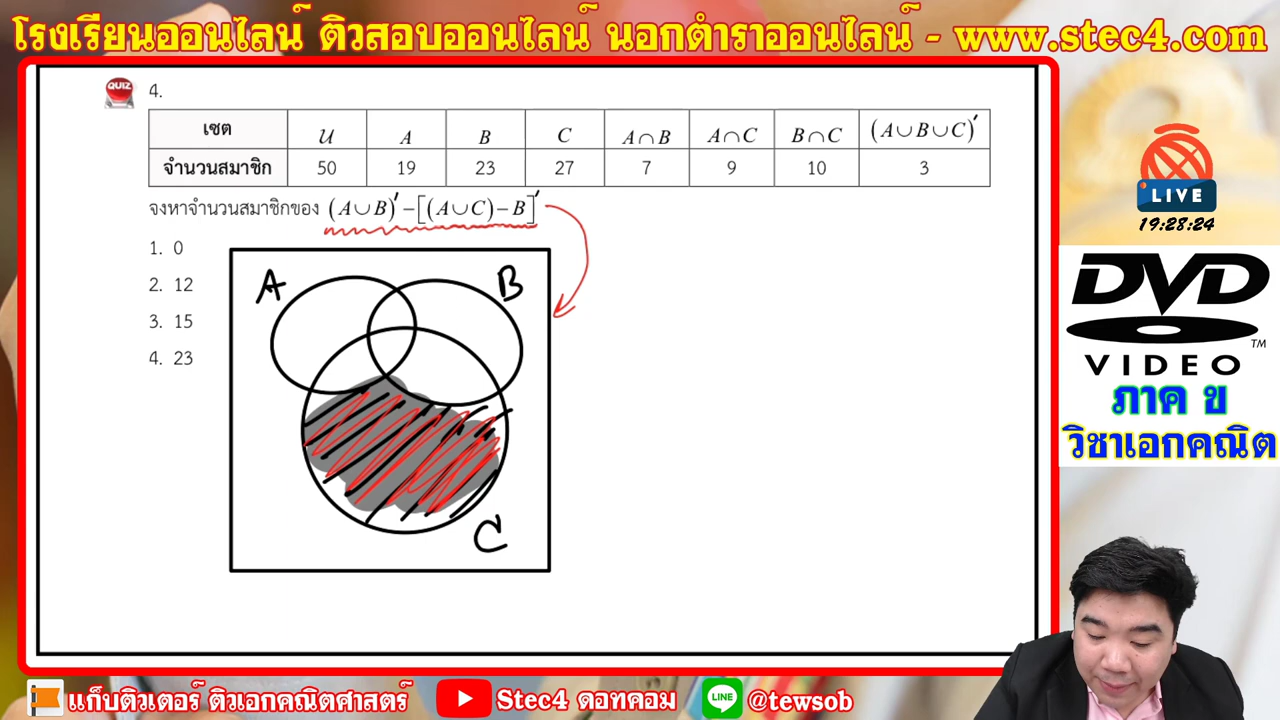 โรงเรียนออนไลน์ ติวสอบออนไลน์ นอกตำราออนไลน์ - www.stec4.com
QUIZ
4.
เซต U A B C A∩B A∩C B∩C (A∪B∪C)′
จำนวนสมาชิก 50 19 23 27 7 9 10 3
จงหาจำนวนสมาชิกของ (A∪B)′−[(A∪C)−B]′
1. 0
2. 12
3. 15
4. 23
A
B
C
LIVE
19:28:24
DVD
VIDEO
TM
ภาค ข
วิชาเอกคณิต
แก็บติวเตอร์ ติวเอกคณิตศาสตร์
Stec4 ดอทคอม
LINE
@tewsob